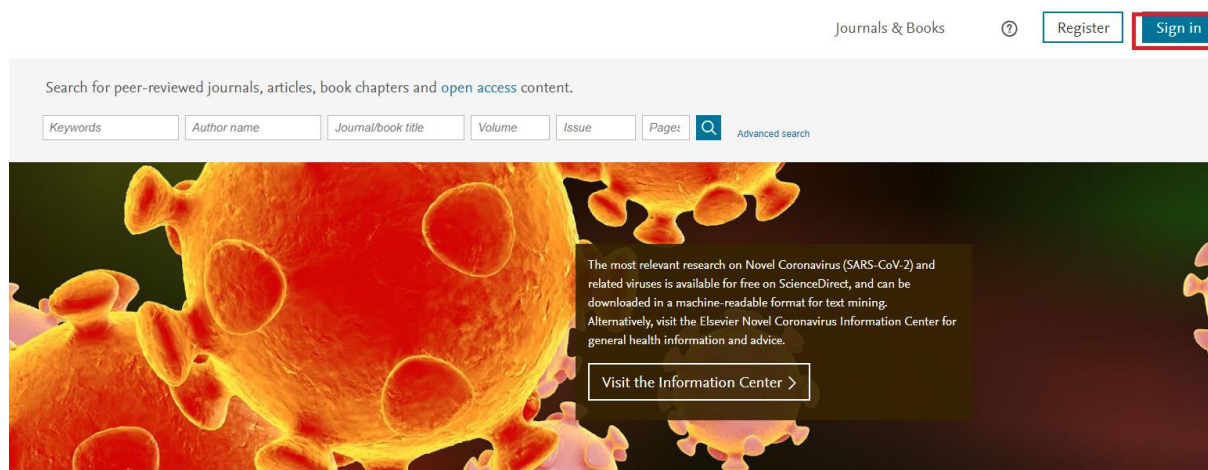 Journals & Books
?
Register
Sign in
Search for peer-reviewed journals, articles, book chapters and open access content.
Keywords
Author name
Journal/book title
Volume
Issue
Page
Advanced search
The most relevant research on Novel Coronavirus (SARS-CoV-2) and
related viruses is available for free on ScienceDirect, and can be
downloaded in a machine-readable format for text mining.
Alternatively, visit the Elsevier Novel Coronavirus Information Center for
general health information and advice.
Visit the Information Center >